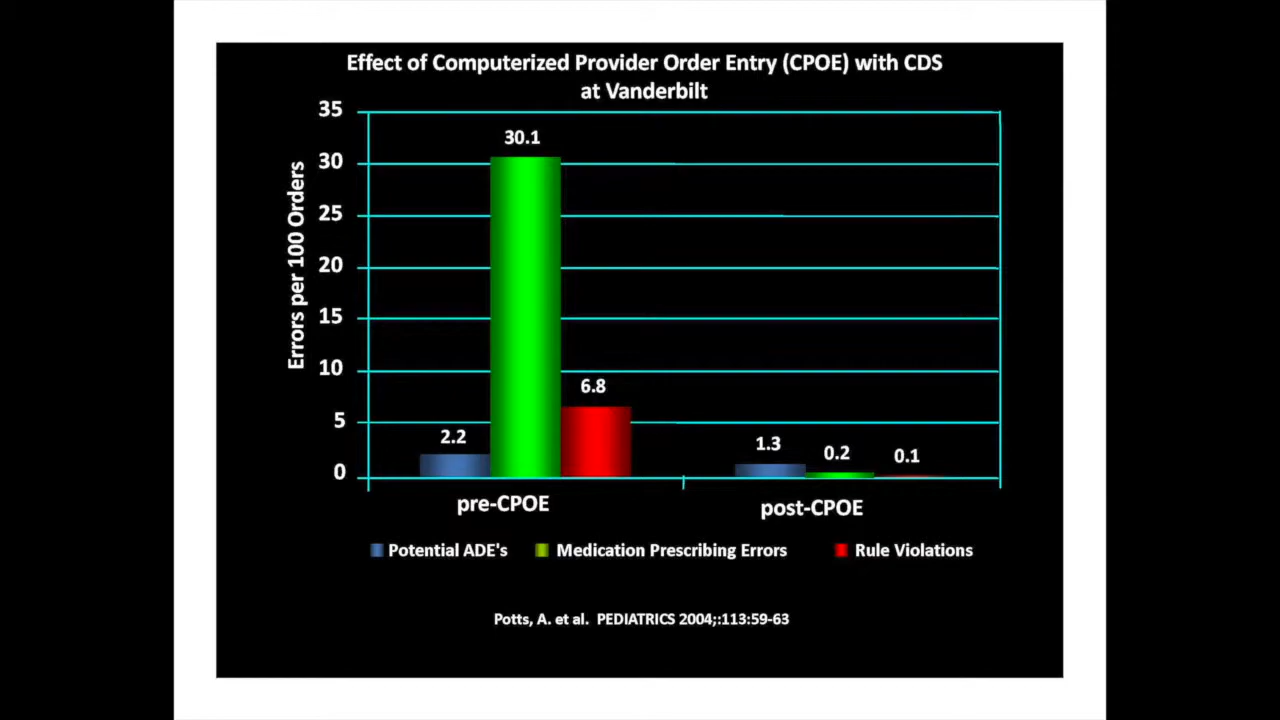 Effect of Computerized Provider Order Entry (CPOE) with CDS
at Vanderbilt
Errors per 100 Orders
35
30
25
20
15
10
5
0
30.1
6.8
2.2
1.3
0.2
0.1
pre-CPOE
post-CPOE
Potential ADE's
Medication Prescribing Errors
Rule Violations
Potts, A. et al. PEDIATRICS 2004;:113:59-63